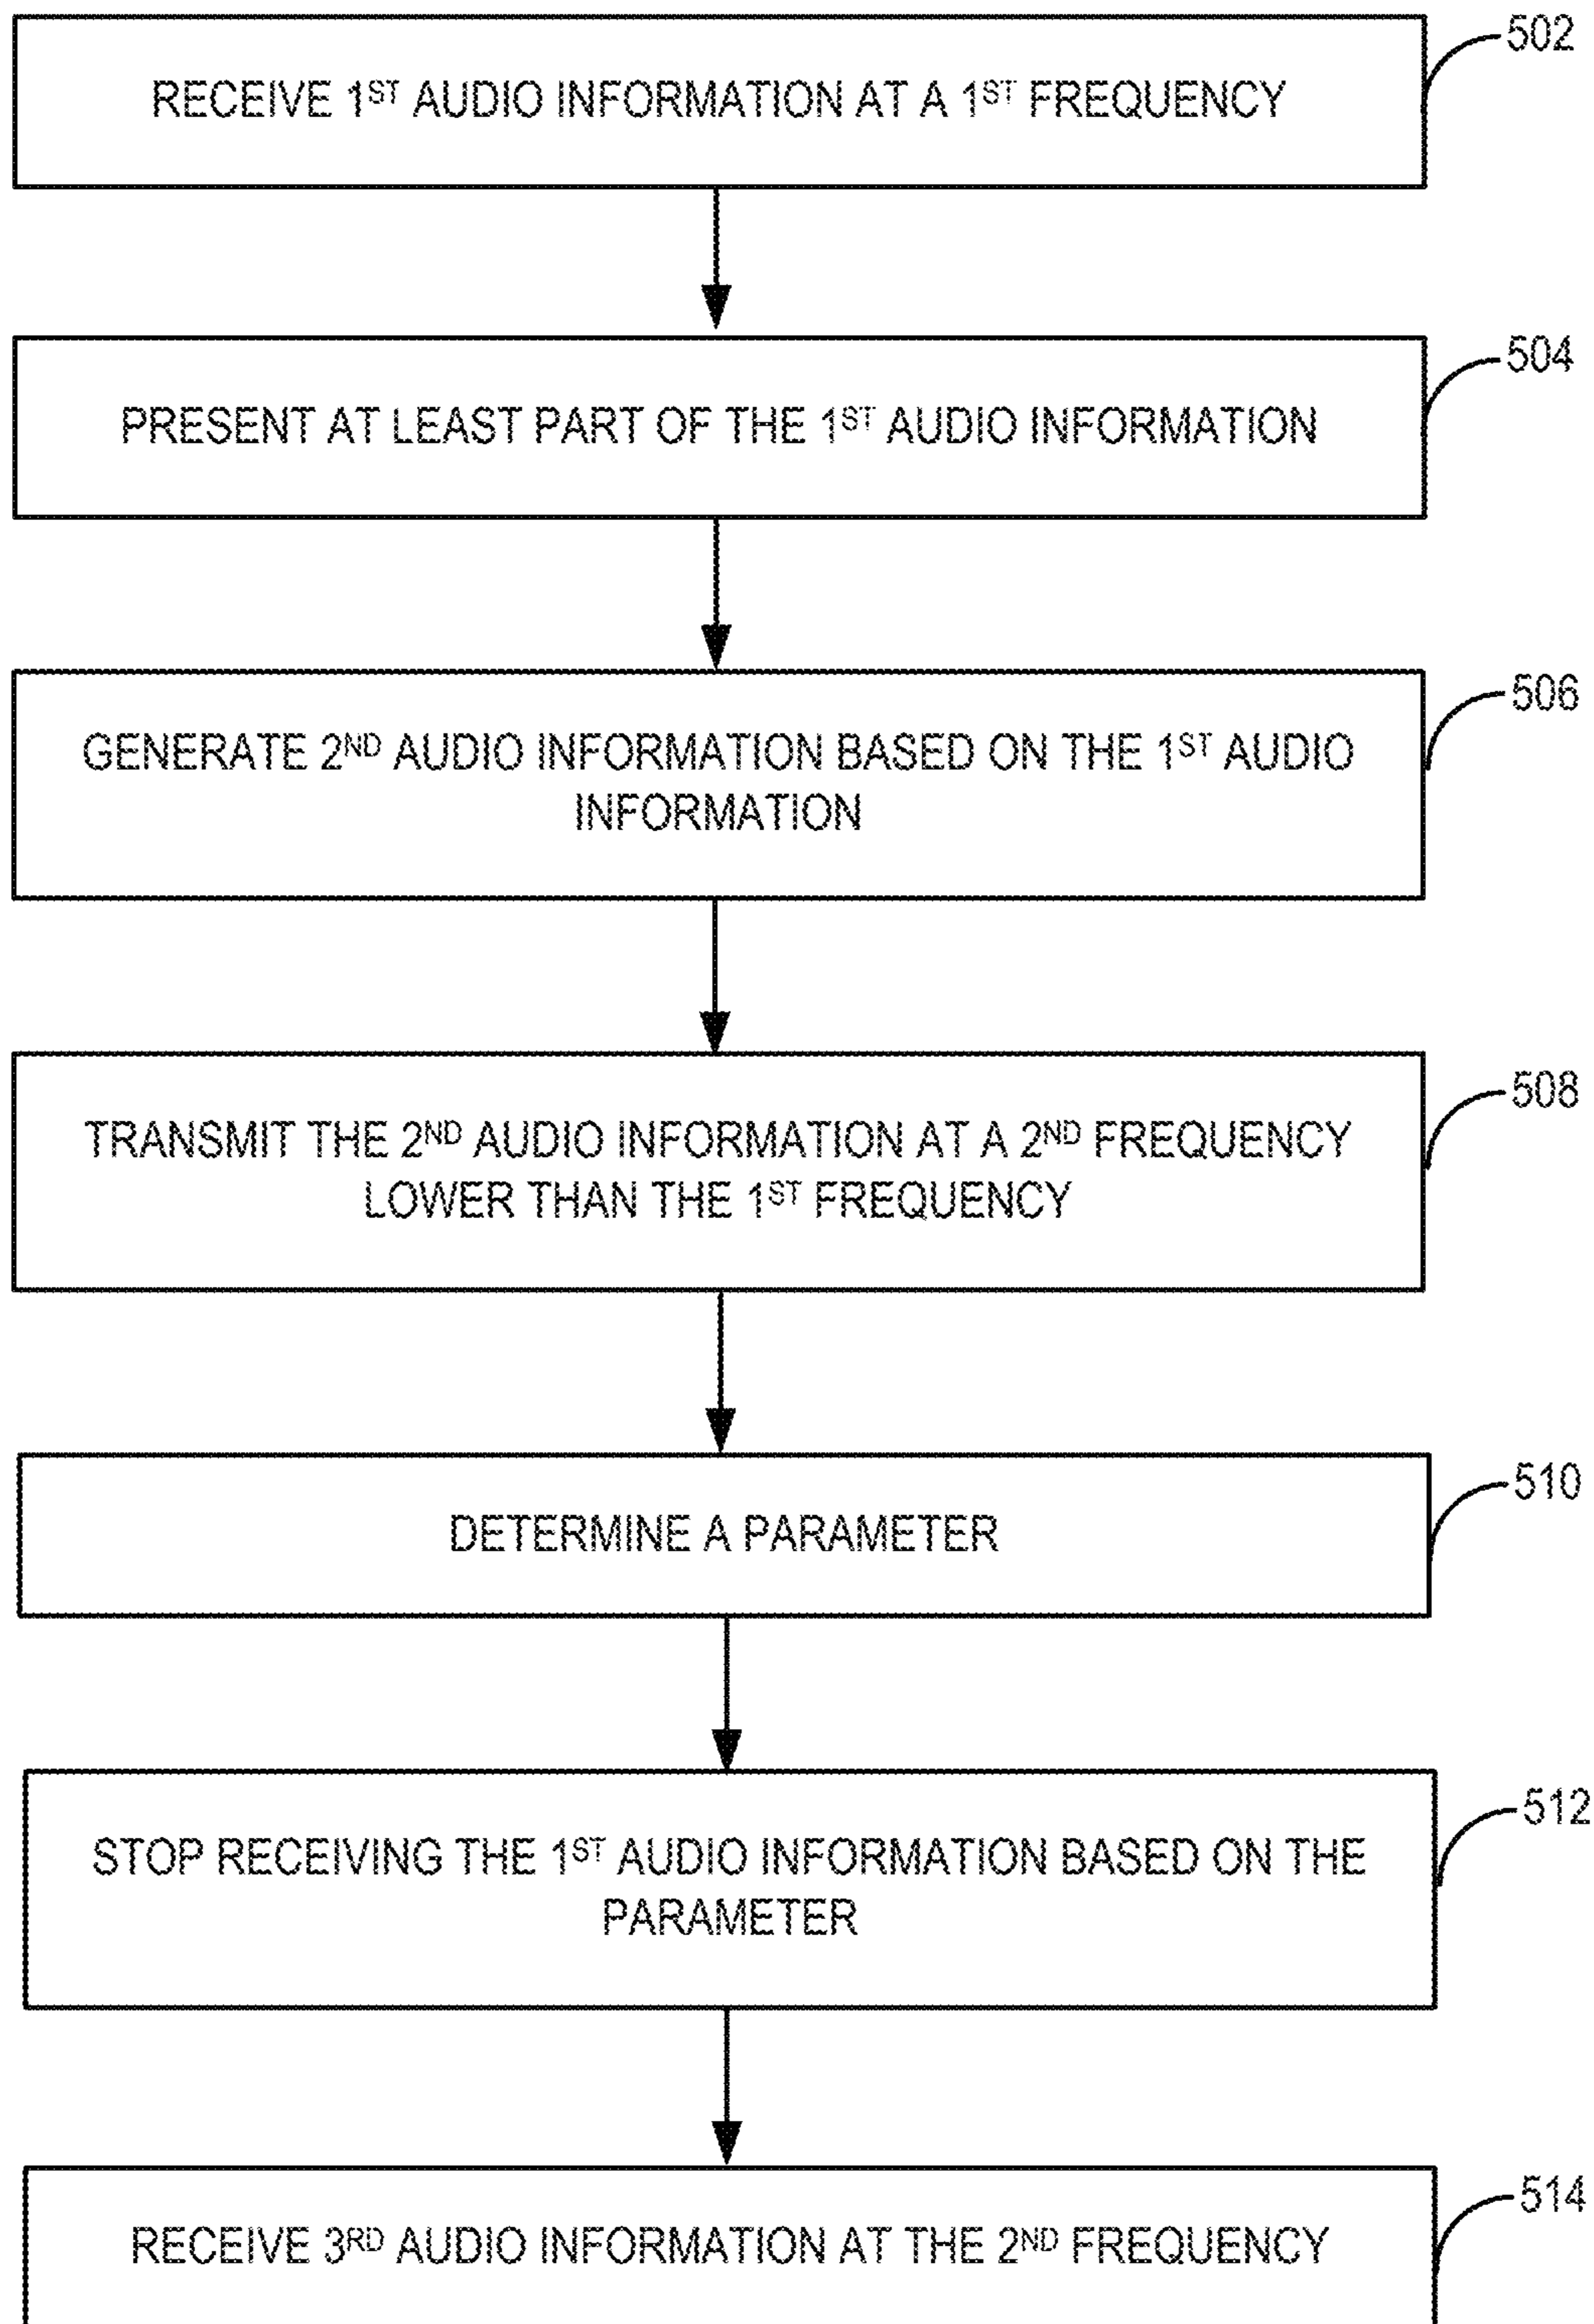 502
RECEIVE 1ST AUDIO INFORMATION AT A 1ST FREQUENCY
504
PRESENT AT LEAST PART OF THE 1ST AUDIO INFORMATION
506
GENERATE 2ND AUDIO INFORMATION BASED ON THE 1ST AUDIO
INFORMATION
508
TRANSMIT THE 2ND AUDIO INFORMATION AT A 2ND FREQUENCY
LOWER THAN THE 1ST FREQUENCY
510
DETERMINE A PARAMETER
512
STOP RECEIVING THE 1ST AUDIO INFORMATION BASED ON THE
PARAMETER
514
RECEIVE 3RD AUDIO INFORMATION AT THE 2ND FREQUENCY